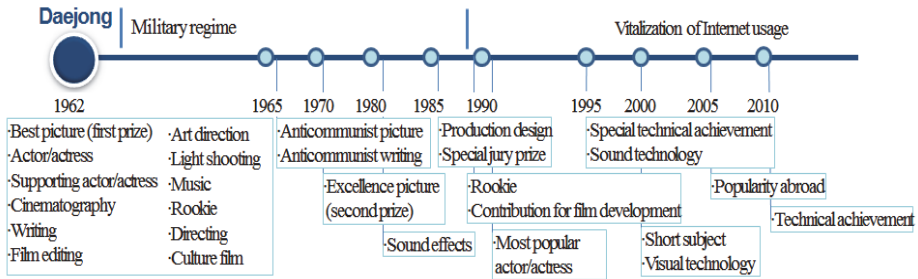 Daejong
Military regime
Vitalization of Internet usage
1962
1965
1970
1980
1985
1990
1995
2000
2005
2010
·Best picture (first prize)
·Actor/actress
·Supporting actor/actress
·Cinematography
·Writing
·Film editing
·Art direction
·Light shooting
·Music
·Rookie
·Directing
·Culture film
·Anticommunist picture
·Anticommunist writing
·Excellence picture
(second prize)
·Sound effects
·Production design
·Special jury prize
·Rookie
·Contribution for film development
·Most popular
actor/actress
·Special technical achievement
·Sound technology
·Short subject
·Visual technology
·Popularity abroad
·Technical achievement